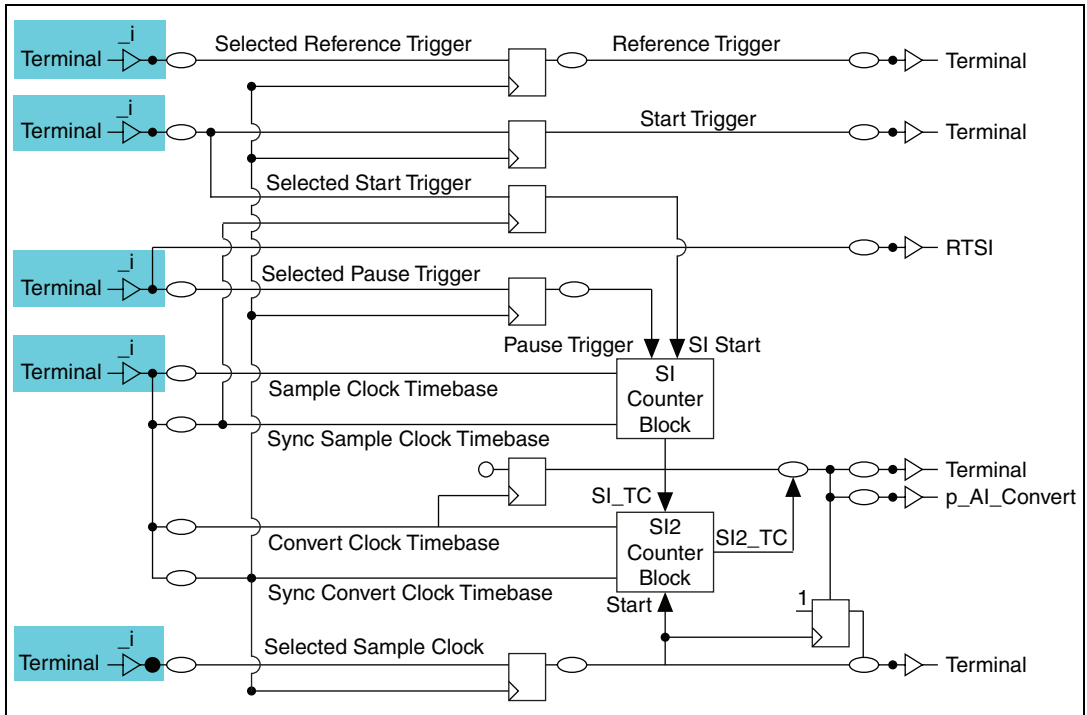 _i
Selected Reference Trigger
Reference Trigger
Terminal
Terminal
_i
Terminal
Start Trigger
Terminal
Selected Start Trigger
_i
RTSI
Terminal
Selected Pause Trigger
_i
Pause Trigger
SI Start
Terminal
SI
Counter
Block
Sample Clock Timebase
Sync Sample Clock Timebase
Terminal
SI_TC
p_AI_Convert
SI2
Counter
Block
SI2_TC
Convert Clock Timebase
Sync Convert Clock Timebase
Start
1
_i
Selected Sample Clock
Terminal
Terminal